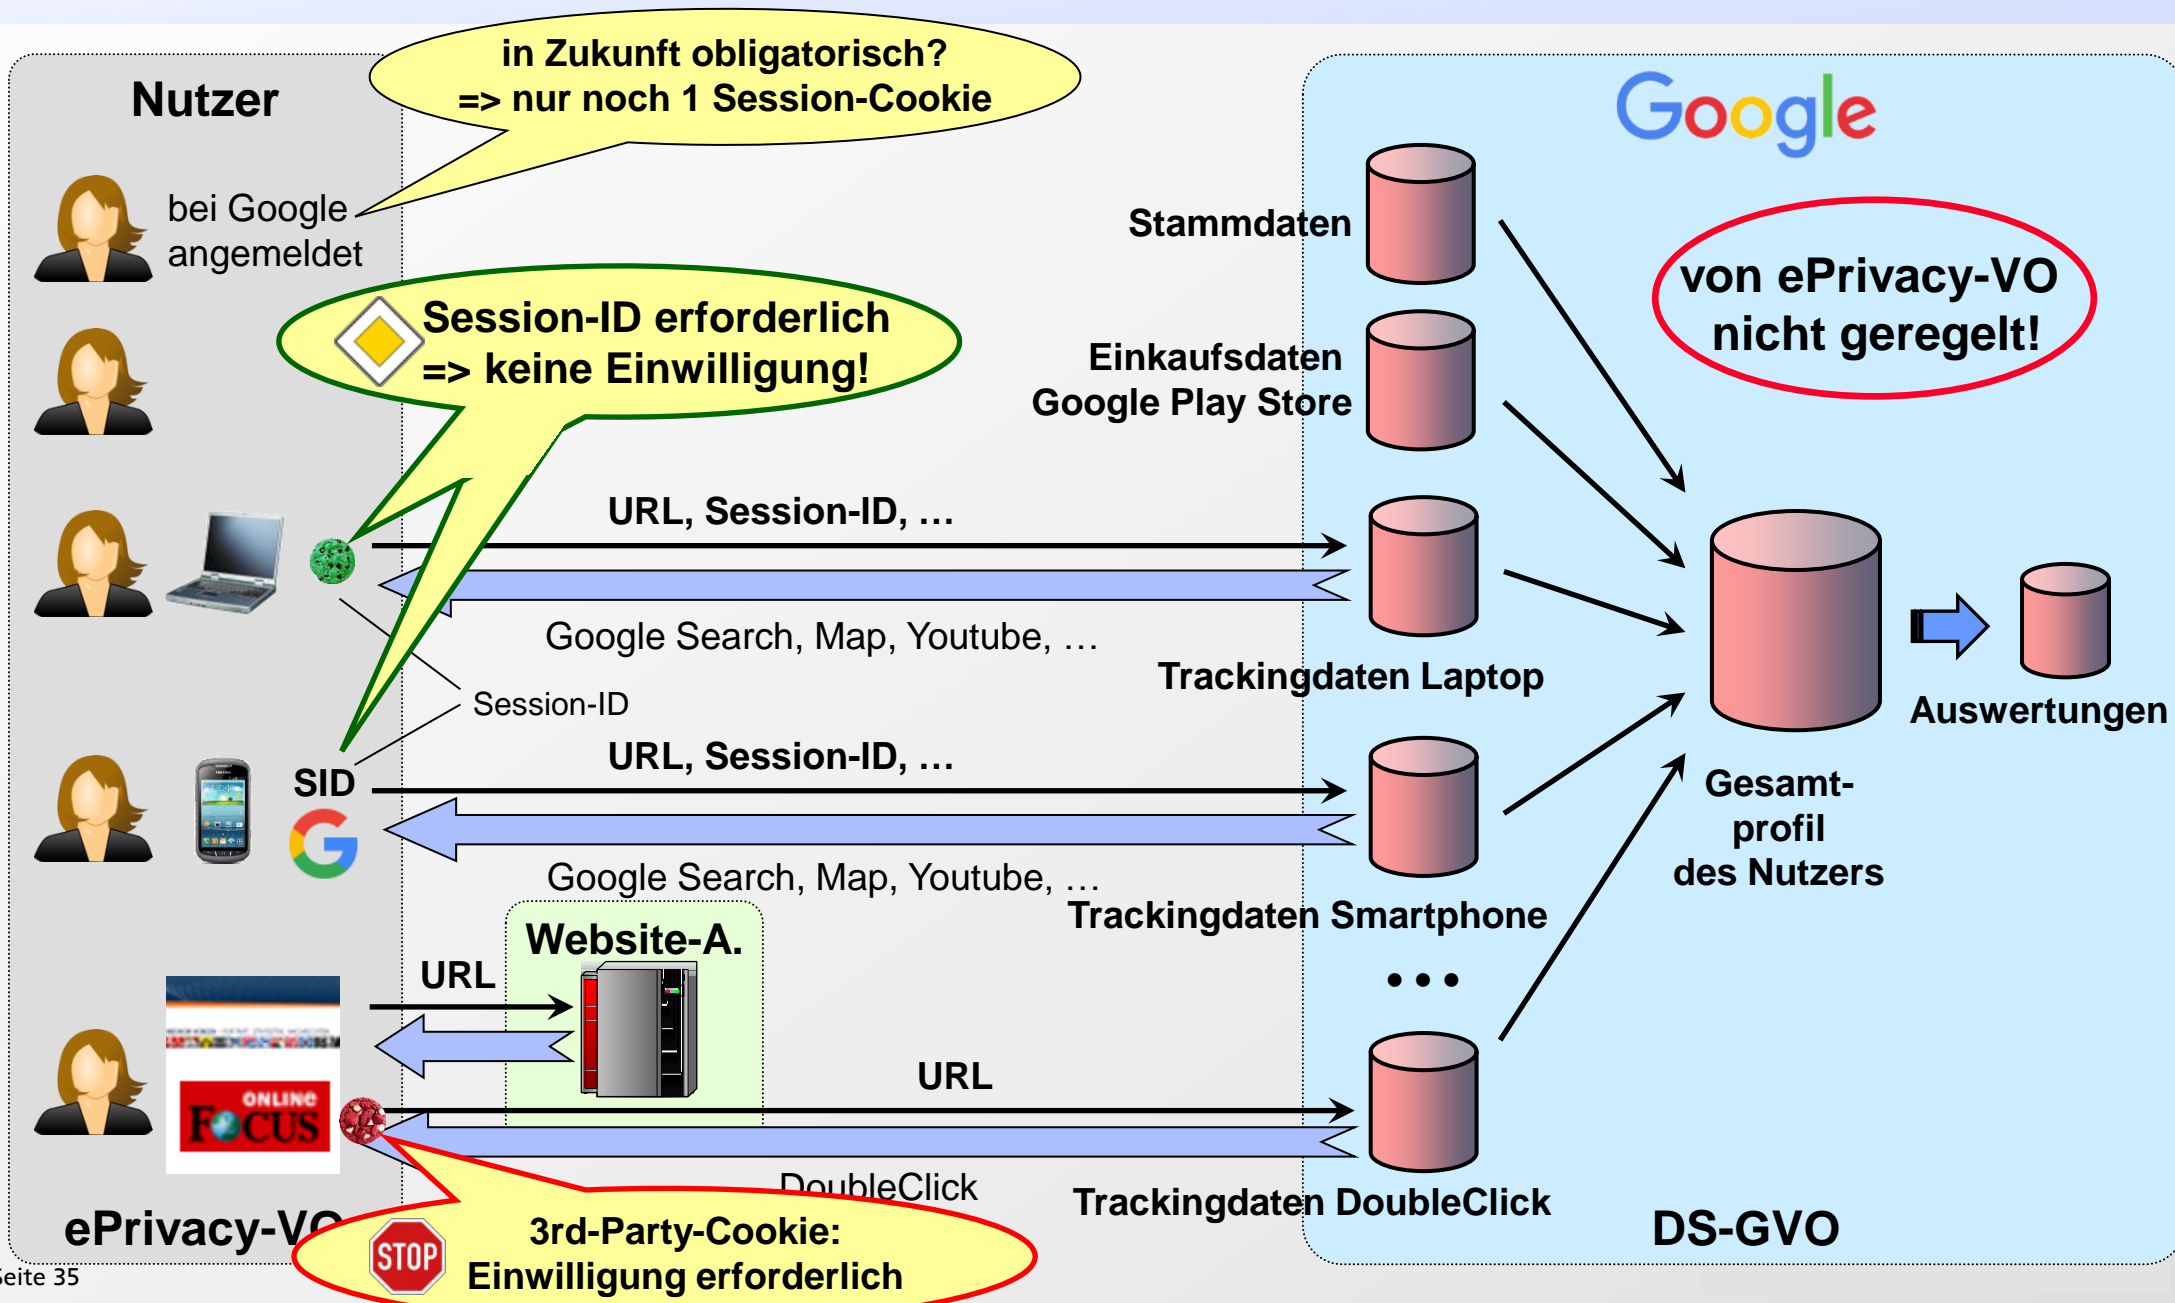 in Zukunft obligatorisch?
=> nur noch 1 Session-Cookie
Nutzer
Google
bei Google
angemeldet
Stammdaten
von ePrivacy-VO
nicht geregelt!
Session-ID erforderlich
=> keine Einwilligung!
Einkaufsdaten
Google Play Store
URL, Session-ID, …
Google Search, Map, Youtube, …
Trackingdaten Laptop
Session-ID
Auswertungen
URL, Session-ID, …
SID
Gesamt-
profil
des Nutzers
Google Search, Map, Youtube, …
Trackingdaten Smartphone
Website-A.
URL
...
URL
ONLINE
FOCUS
DoubleClick
Trackingdaten DoubleClick
ePrivacy-VO
DS-GVO
STOP
3rd-Party-Cookie:
Einwilligung erforderlich
Seite 35